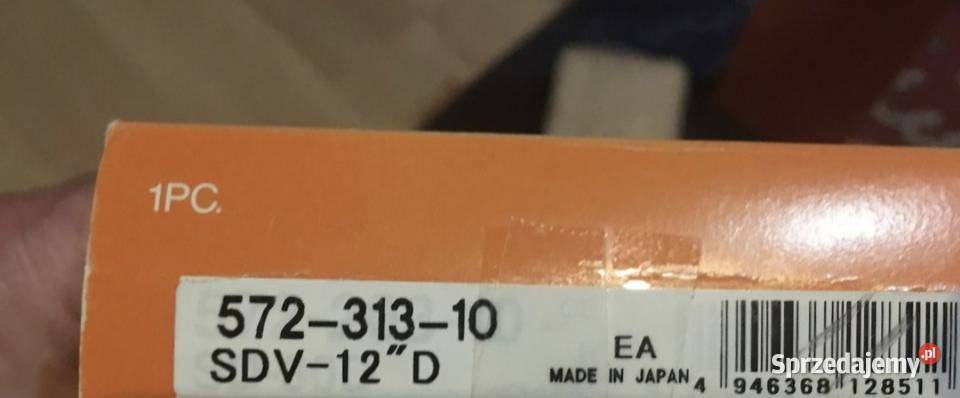 1PC.
572-313-10
SDV-12"D
EA
MADE IN JAPAN
4 946368 128511
Sprzedajemy.pl